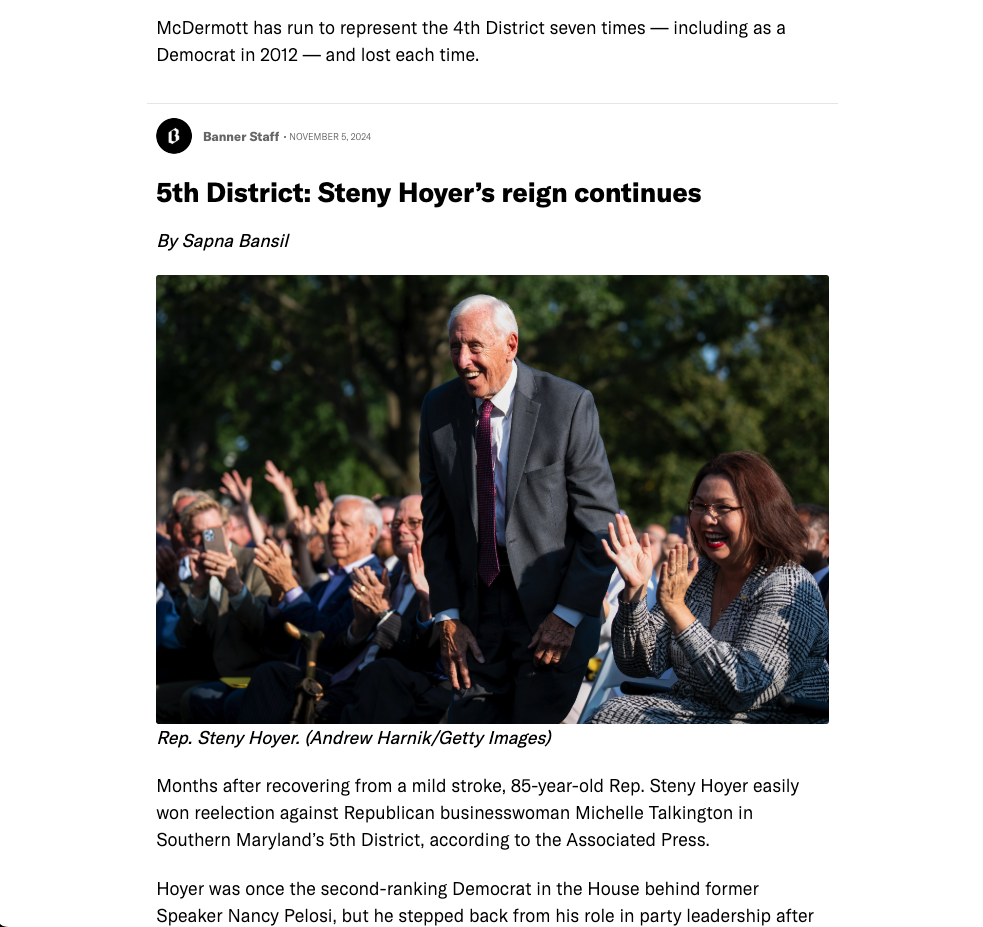 McDermott has run to represent the 4th District seven times — including as a
Democrat in 2012 — and lost each time.
B
Banner Staff · NOVEMBER 5, 2024
5th District: Steny Hoyer’s reign continues
By Sapna Bansil
Rep. Steny Hoyer. (Andrew Harnik/Getty Images)
Months after recovering from a mild stroke, 85-year-old Rep. Steny Hoyer easily
won reelection against Republican businesswoman Michelle Talkington in
Southern Maryland’s 5th District, according to the Associated Press.
Hoyer was once the second-ranking Democrat in the House behind former
Speaker Nancy Pelosi, but he stepped back from his role in party leadership after